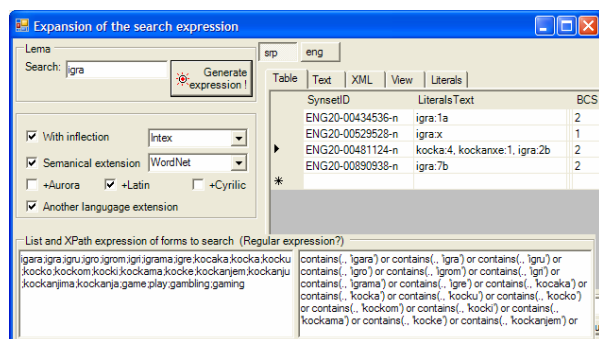 Expansion of the search expression
Lema
Search: igra
Generate expression !
With inflection Intex
Semanical extension WordNet
+Aurora +Latin +Cyrilic
Another langugage extension
srp eng
Table Text XML View Literals
SynsetID LiteralsText BCS
ENG20-00434536-n igra:1a 2
ENG20-00529528-n igra:x 1
ENG20-00481124-n kocka:4, kockanxe:1, igra:2b 2
ENG20-00890938-n igra:7b 2
List and XPath expression of forms to search (Regular expression?)
igara;igra;igru;igro;igrom;igri;igrama;igre;kocaka;kocka;kocku
;kocko;kockom;kocki;kockama;kocke;kockanjem;kockanju
;kockanjima;kockanja;game;play;gambling;gaming
contains(., 'igara') or contains(., 'igra') or contains(., 'igru') or
contains(., 'igro') or contains(., 'igrom') or contains(., 'igri') or
contains(., 'igrama') or contains(., 'igre') or contains(., 'kocaka') or
contains(., 'kocka') or contains(., 'kocku') or contains(., 'kocko') or
contains(., 'kockom') or contains(., 'kocki') or contains(.,
'kockama') or contains(., 'kocke') or contains(., 'kockanjem') or